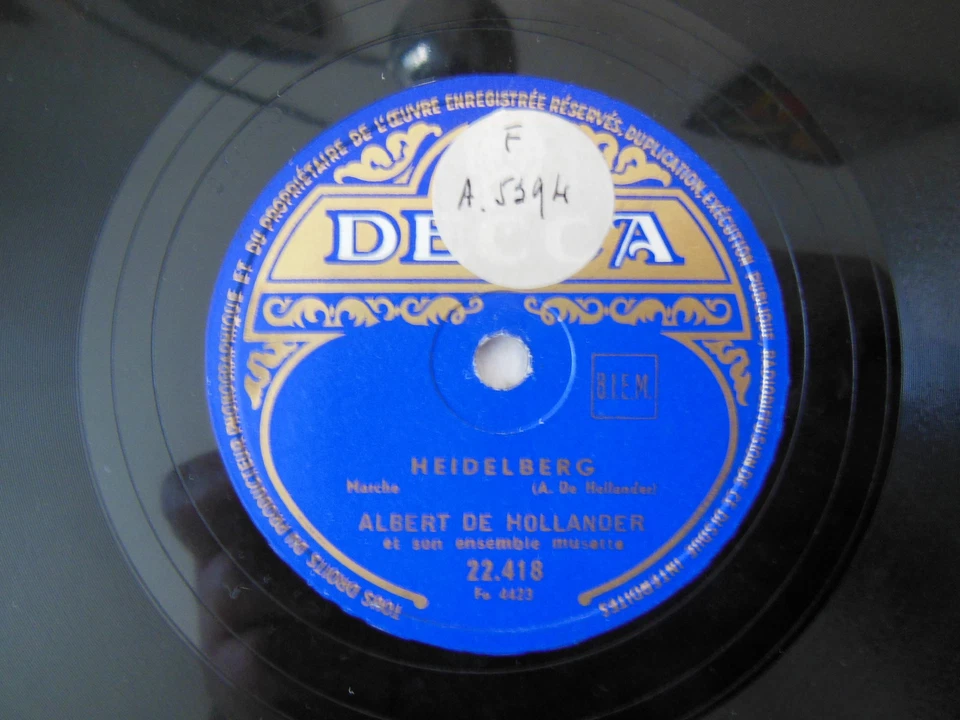 TOUS DROITS DU PRODUCTEUR PHONOGRAPHIQUE ET DU PROPRIÉTAIRE DE L'ŒUVRE ENREGISTRÉE RÉSERVÉS, DUPLICATION, EXÉCUTION PUBLIQUE, RADIODIFFUSION DE CE DISQUE INTERDITES
F
A. 5394
DECCA
B.I.E.M.
HEIDELBERG
Marche (A. De Hollander)
ALBERT DE HOLLANDER
et son ensemble musette
22.418
Fo 4423